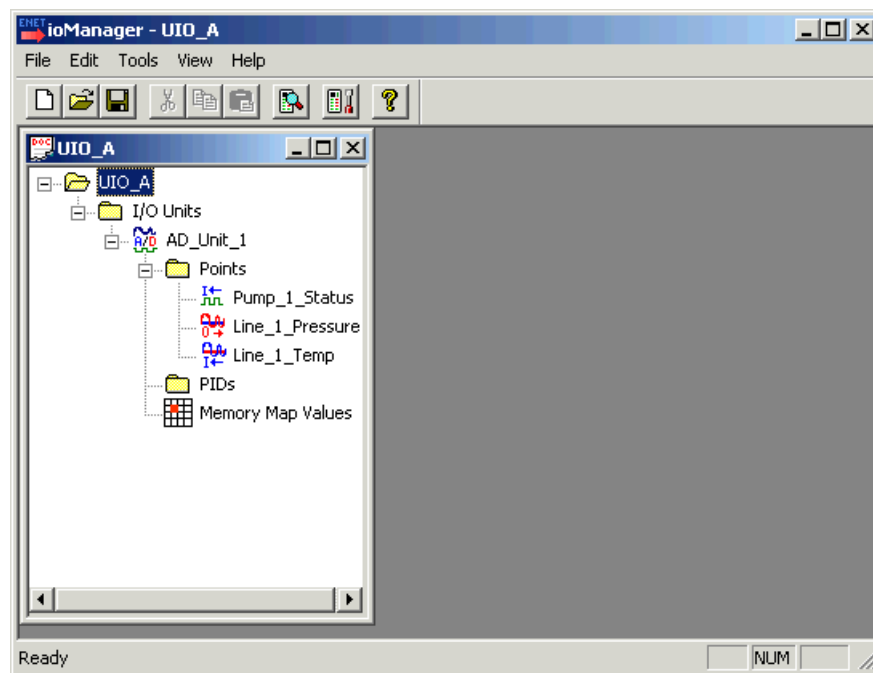 ENET
ioManager - UIO_A
File Edit Tools View Help
DOC
UIO_A
UIO_A
I/O Units
A/D AD_Unit_1
Points
I Pump_1_Status
O Line_1_Pressure
I Line_1_Temp
PIDs
Memory Map Values
Ready
NUM